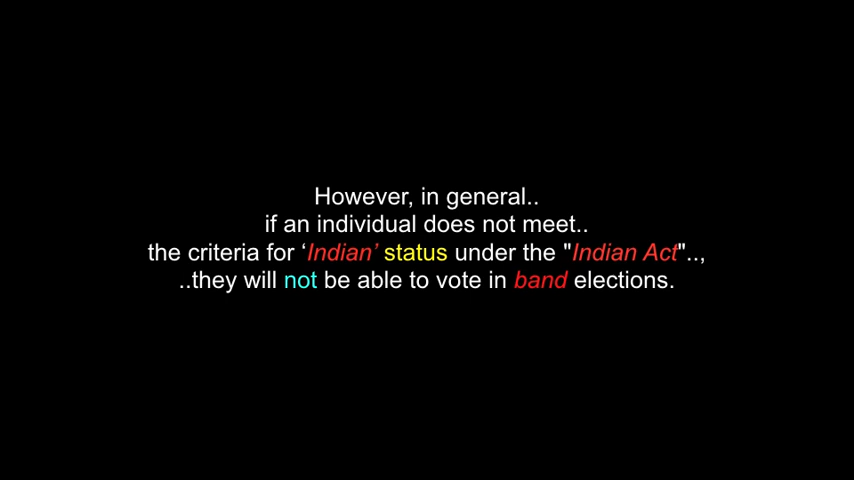 However, in general..
if an individual does not meet..
the criteria for ‘Indian’ status under the "Indian Act"..,
..they will not be able to vote in band elections.